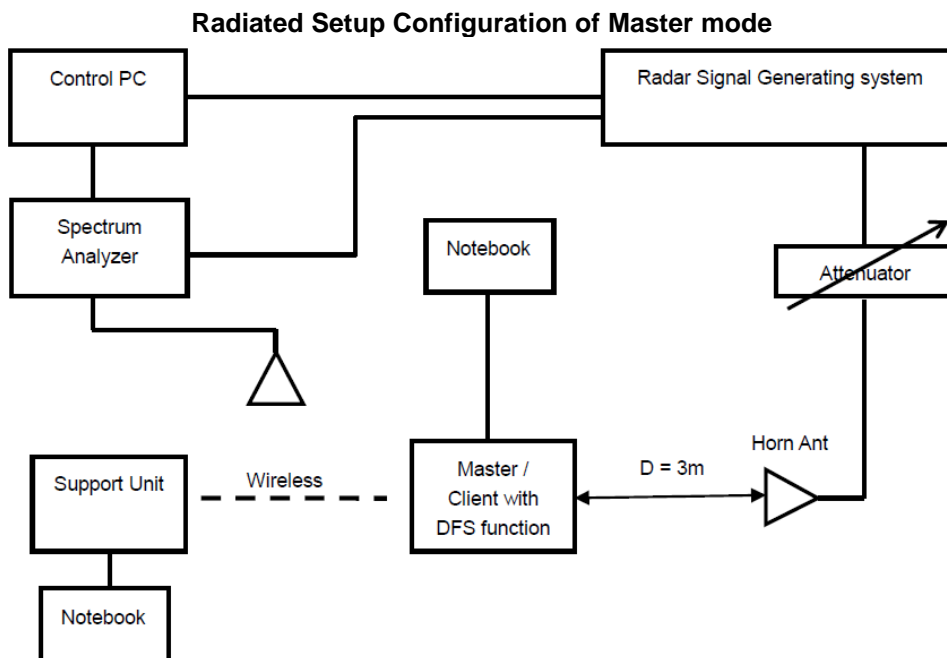 Radiated Setup Configuration of Master mode
Control PC
Radar Signal Generating system
Spectrum
Analyzer
Notebook
Attenuator
Horn Ant
Support Unit
Wireless
Master /
Client with
DFS function
D = 3m
Notebook